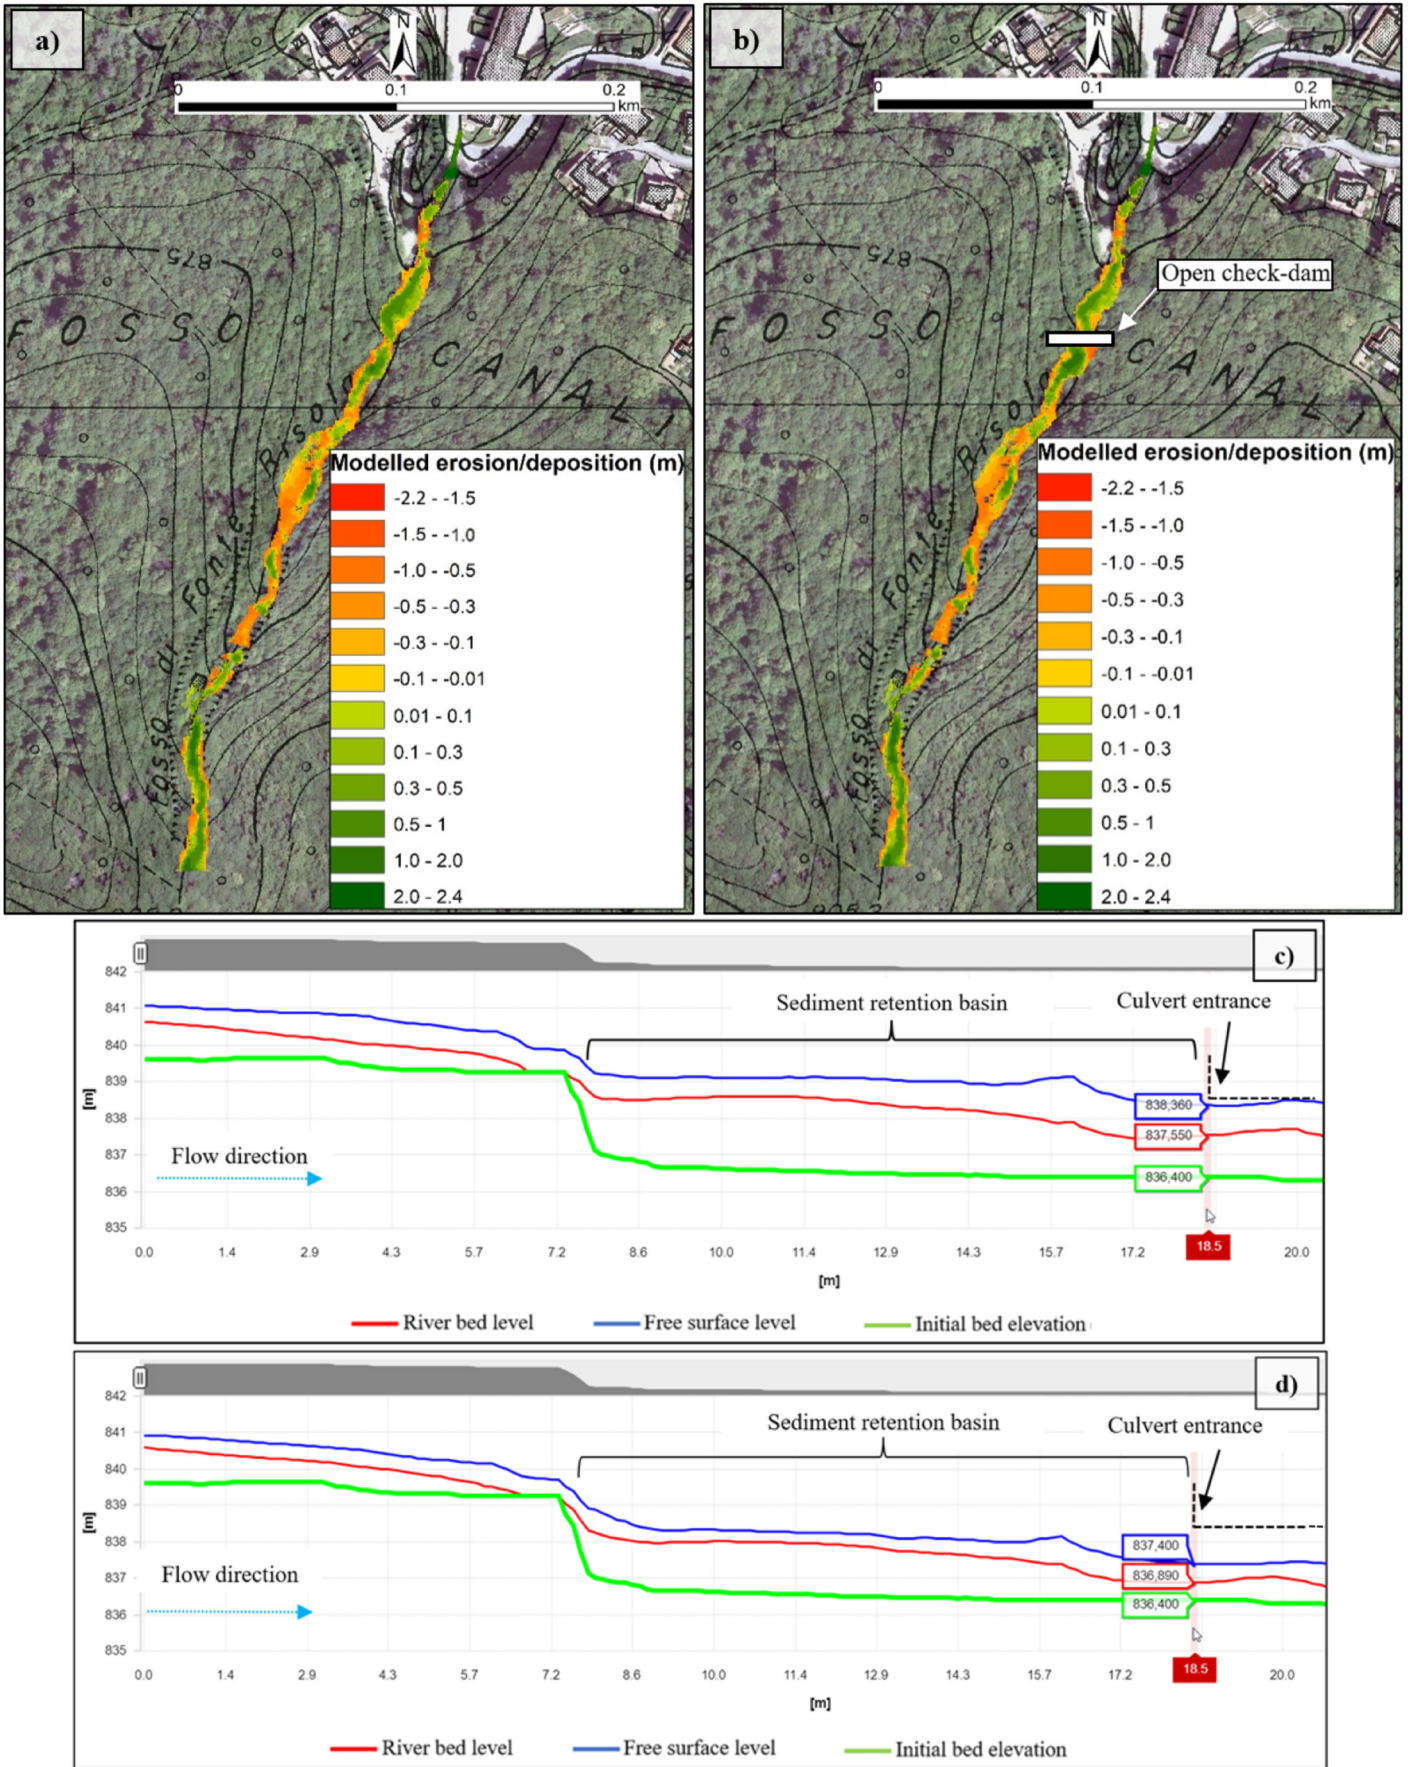 a)
N
0 0.1 0.2
km
875
FOSSO
CANALI
Fosso di Fonte Risola
Modelled erosion/deposition (m)
-2.2 - -1.5
-1.5 - -1.0
-1.0 - -0.5
-0.5 - -0.3
-0.3 - -0.1
-0.1 - -0.01
0.01 - 0.1
0.1 - 0.3
0.3 - 0.5
0.5 - 1
1.0 - 2.0
2.0 - 2.4
b)
N
0 0.1 0.2
km
875
Open check-dam
FOSSO
CANALI
Fosso di Fonte Risola
Modelled erosion/deposition (m)
-2.2 - -1.5
-1.5 - -1.0
-1.0 - -0.5
-0.5 - -0.3
-0.3 - -0.1
-0.1 - -0.01
0.01 - 0.1
0.1 - 0.3
0.3 - 0.5
0.5 - 1
1.0 - 2.0
2.0 - 2.4
c)
842
841
840
839
838
837
836
835
[m]
Sediment retention basin
Culvert entrance
838,360
837,550
836,400
Flow direction
0.0 1.4 2.9 4.3 5.7 7.2 8.6 10.0 11.4 12.9 14.3 15.7 17.2 18.5 20.0
[m]
River bed level Free surface level Initial bed elevation
d)
842
841
840
839
838
837
836
835
[m]
Sediment retention basin
Culvert entrance
837,400
836,890
836,400
Flow direction
0.0 1.4 2.9 4.3 5.7 7.2 8.6 10.0 11.4 12.9 14.3 15.7 17.2 18.5 20.0
[m]
River bed level Free surface level Initial bed elevation